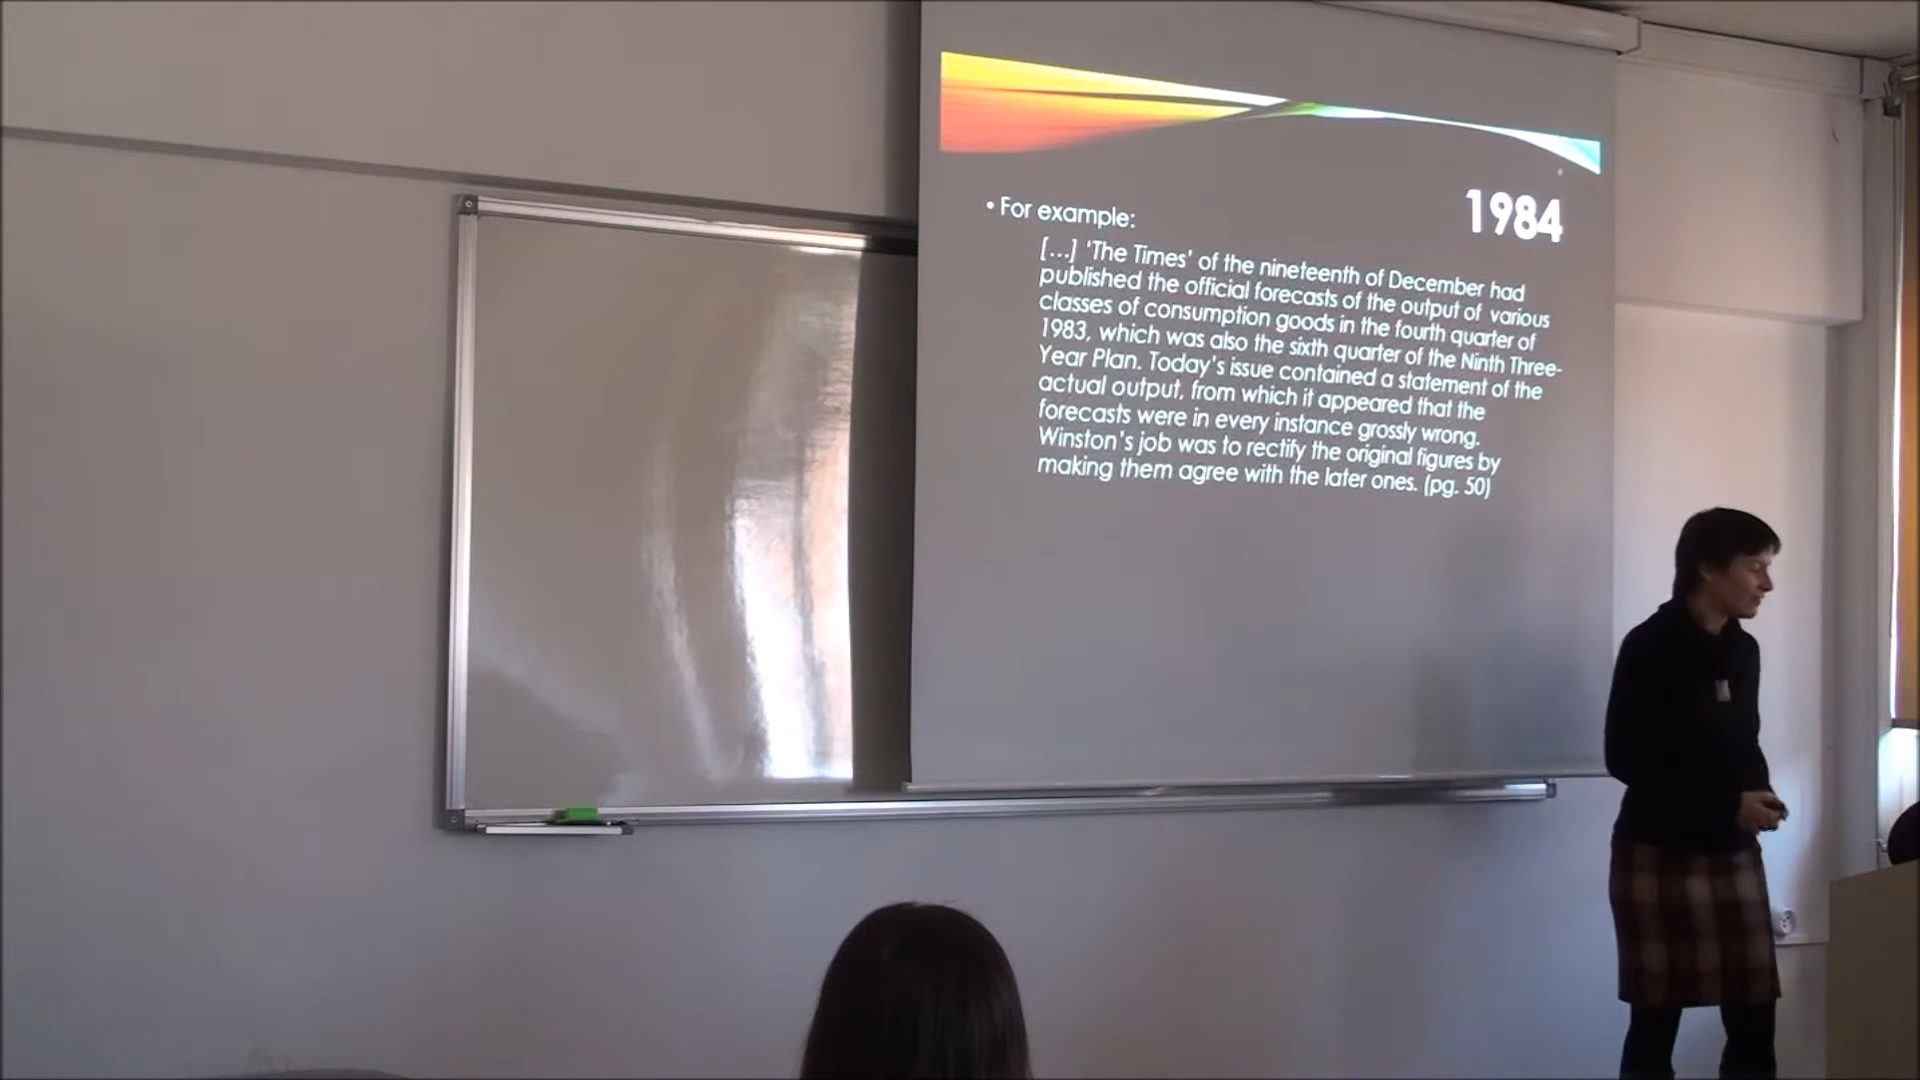 1984
• For example:
[...] 'The Times' of the nineteenth of December had
published the official forecasts of the output of various
classes of consumption goods in the fourth quarter of
1983, which was also the sixth quarter of the Ninth Three-
Year Plan. Today's issue contained a statement of the
actual output, from which it appeared that the
forecasts were in every instance grossly wrong.
Winston's job was to rectify the original figures by
making them agree with the later ones. (pg. 50)